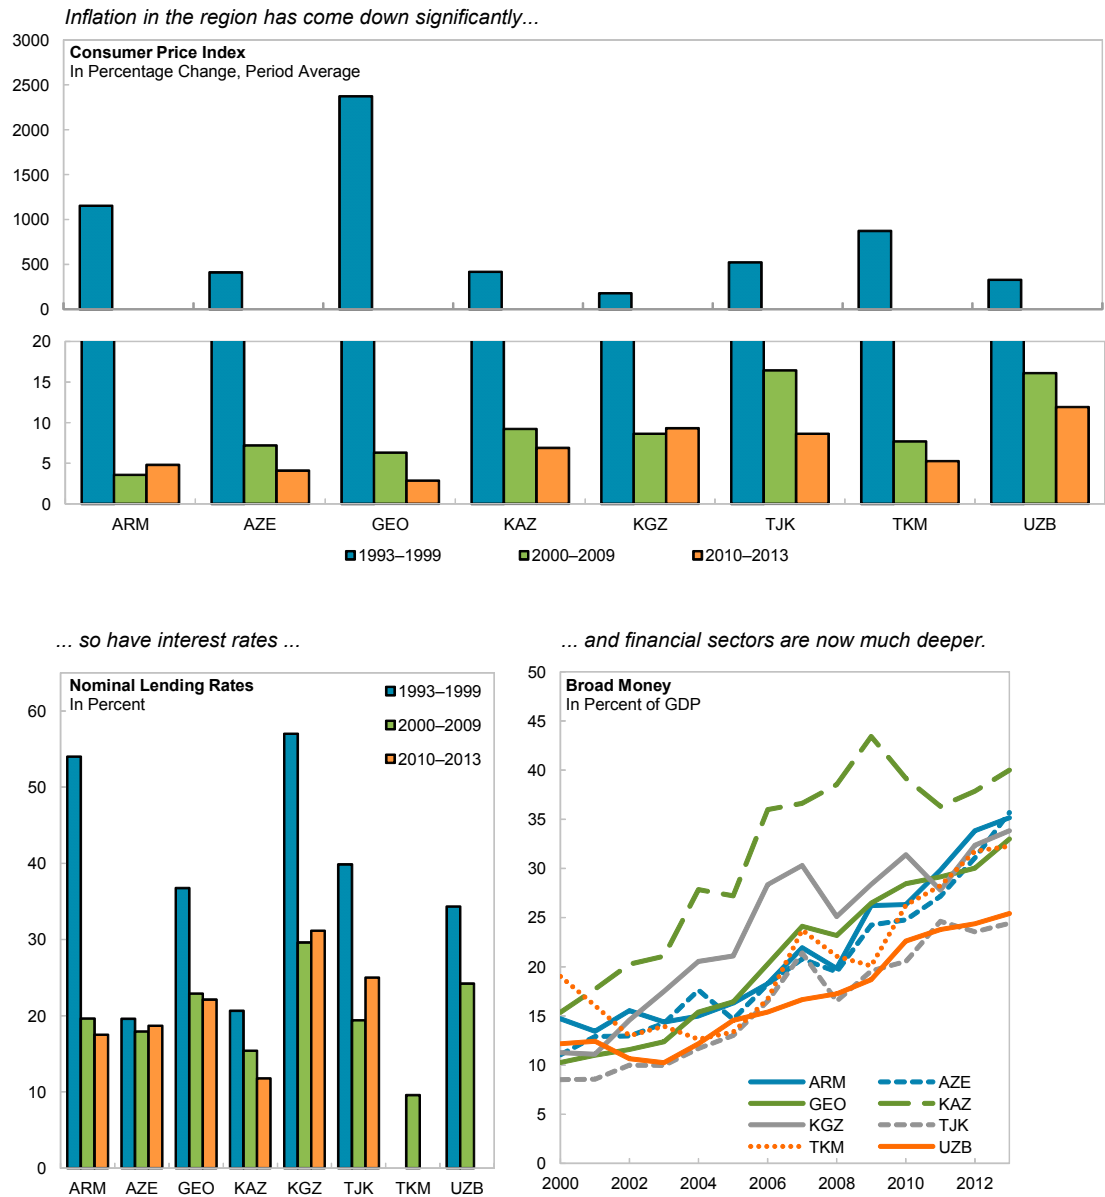 Inflation in the region has come down significantly...
3000
Consumer Price Index
In Percentage Change, Period Average
2500
2000
1500
1000
500
0
20
15
10
5
0
ARM AZE GEO KAZ KGZ TJK TKM UZB
1993–1999 2000–2009 2010–2013
... so have interest rates ...
Nominal Lending Rates
In Percent
1993–1999
2000–2009
2010–2013
60
50
40
30
20
10
0
ARM AZE GEO KAZ KGZ TJK TKM UZB
... and financial sectors are now much deeper.
50
Broad Money
In Percent of GDP
45
40
35
30
25
20
15
10
5
0
ARM AZE
GEO KAZ
KGZ TJK
TKM UZB
2000 2002 2004 2006 2008 2010 2012